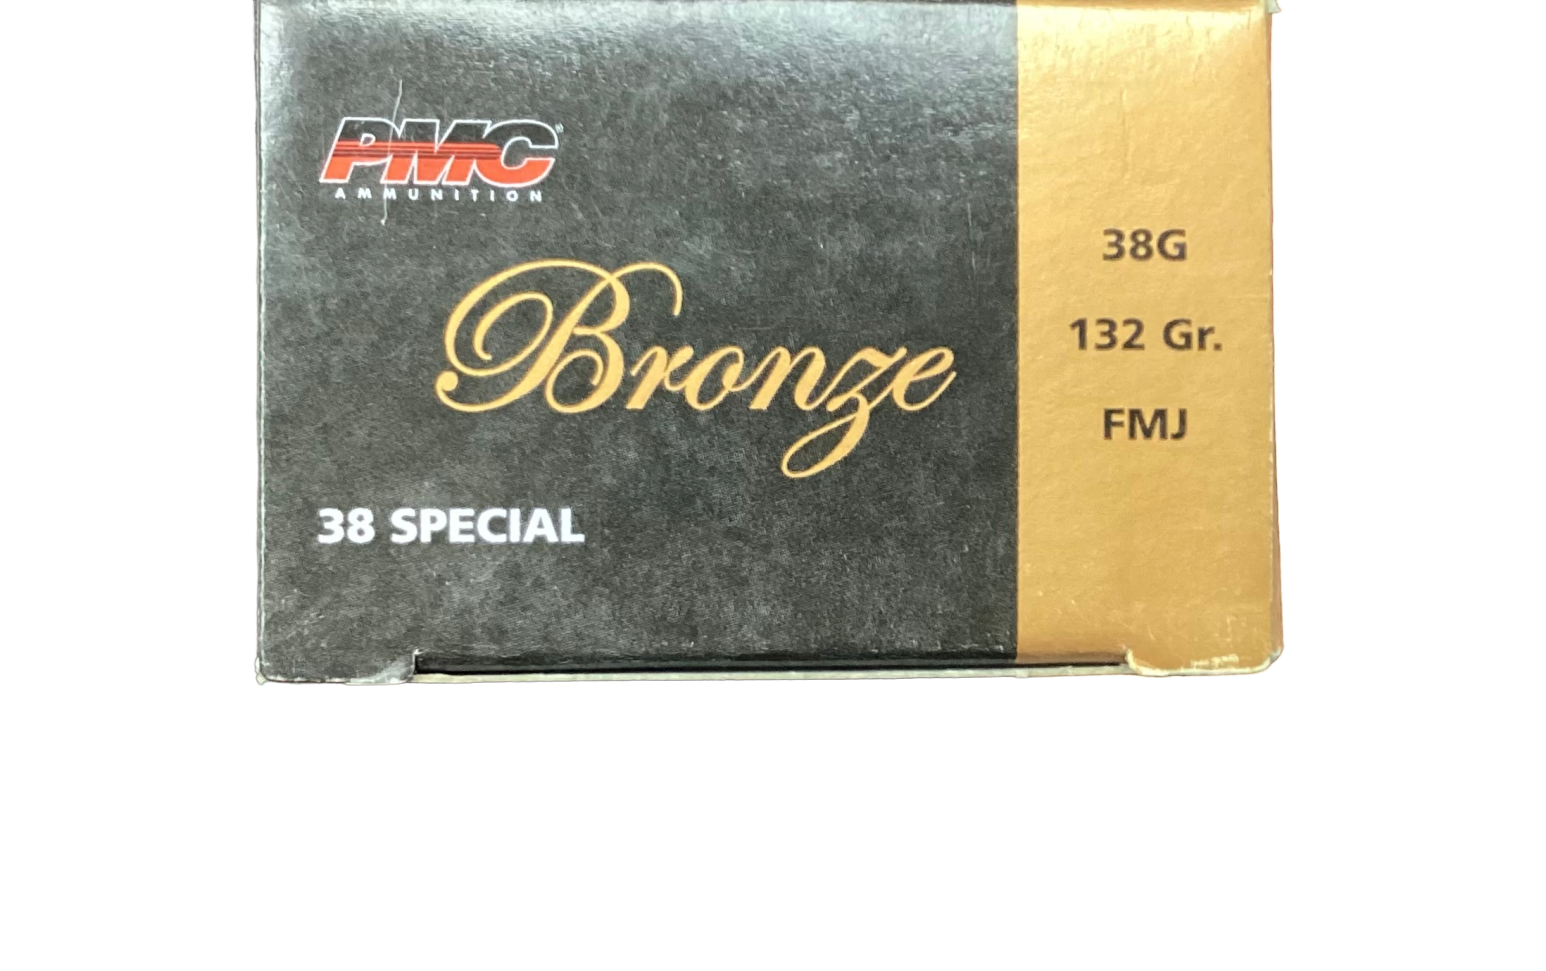 PMC®
AMMUNITION
Bronze
38 SPECIAL
38G
132 Gr.
FMJ